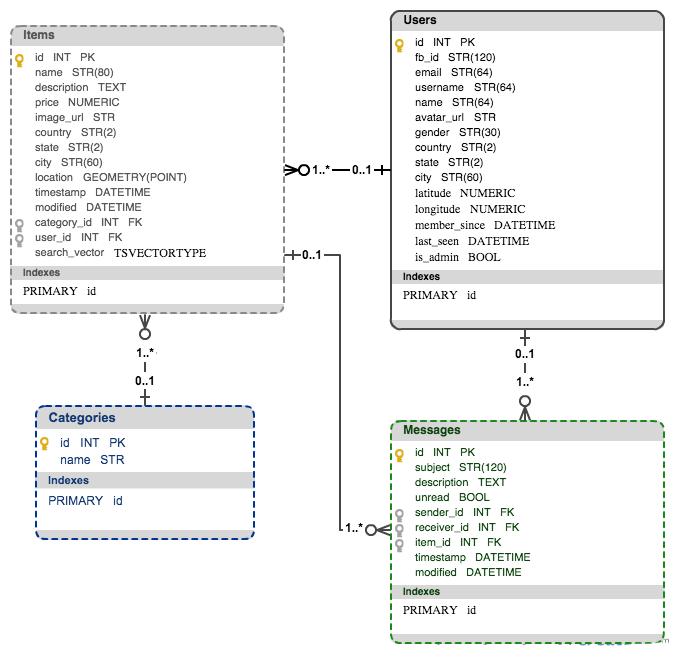 Items
id INT PK
name STR(80)
description TEXT
price NUMERIC
image_url STR
country STR(2)
state STR(2)
city STR(60)
location GEOMETRY(POINT)
timestamp DATETIME
modified DATETIME
category_id INT FK
user_id INT FK
search_vector TSVECTORTYPE
Indexes
PRIMARY id
Users
id INT PK
fb_id STR(120)
email STR(64)
username STR(64)
name STR(64)
avatar_url STR
gender STR(30)
country STR(2)
state STR(2)
city STR(60)
latitude NUMERIC
longitude NUMERIC
member_since DATETIME
last_seen DATETIME
is_admin BOOL
Indexes
PRIMARY id
1..*
0..1
0..1
1..*
0..1
0..1
1..*
Categories
id INT PK
name STR
Indexes
PRIMARY id
1..*
Messages
id INT PK
subject STR(120)
description TEXT
unread BOOL
sender_id INT FK
receiver_id INT FK
item_id INT FK
timestamp DATETIME
modified DATETIME
Indexes
PRIMARY id